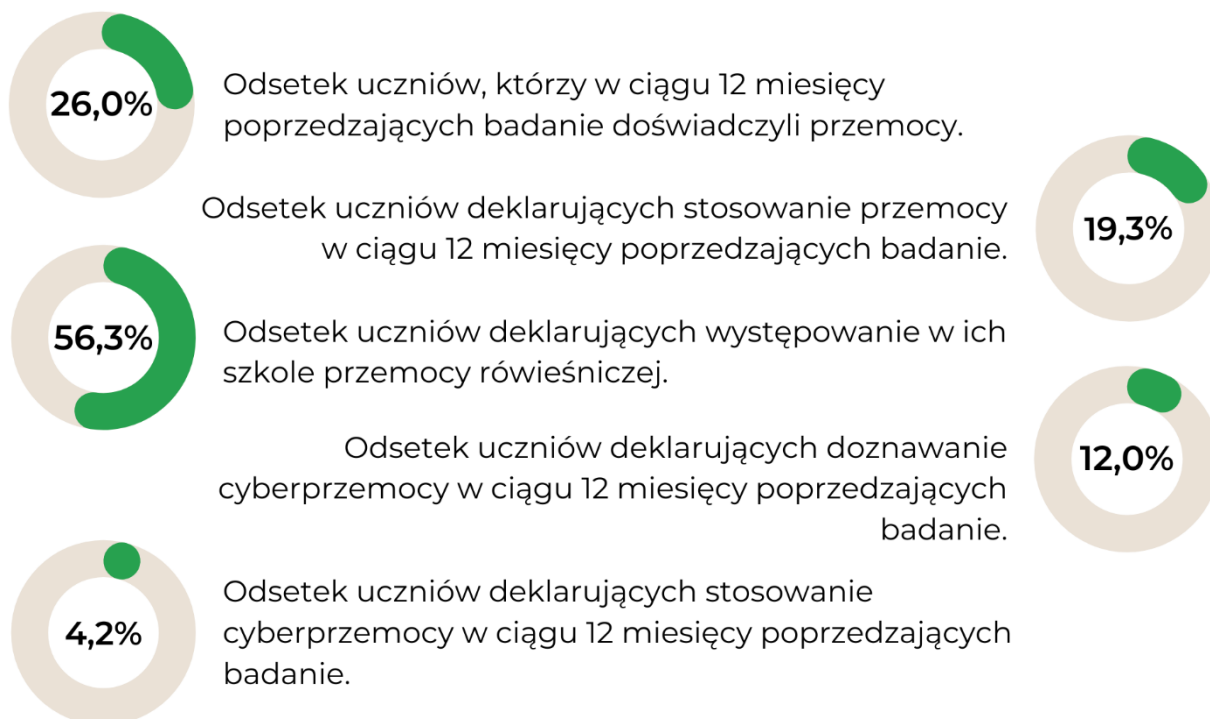 26,0%
Odsetek uczniów, którzy w ciągu 12 miesięcy
poprzedzających badanie doświadczyli przemocy.
Odsetek uczniów deklarujących stosowanie przemocy
w ciągu 12 miesięcy poprzedzających badanie.
19,3%
56,3%
Odsetek uczniów deklarujących występowanie w ich
szkole przemocy rówieśniczej.
Odsetek uczniów deklarujących doznawanie
cyberprzemocy w ciągu 12 miesięcy poprzedzających
badanie.
12,0%
4,2%
Odsetek uczniów deklarujących stosowanie
cyberprzemocy w ciągu 12 miesięcy poprzedzających
badanie.